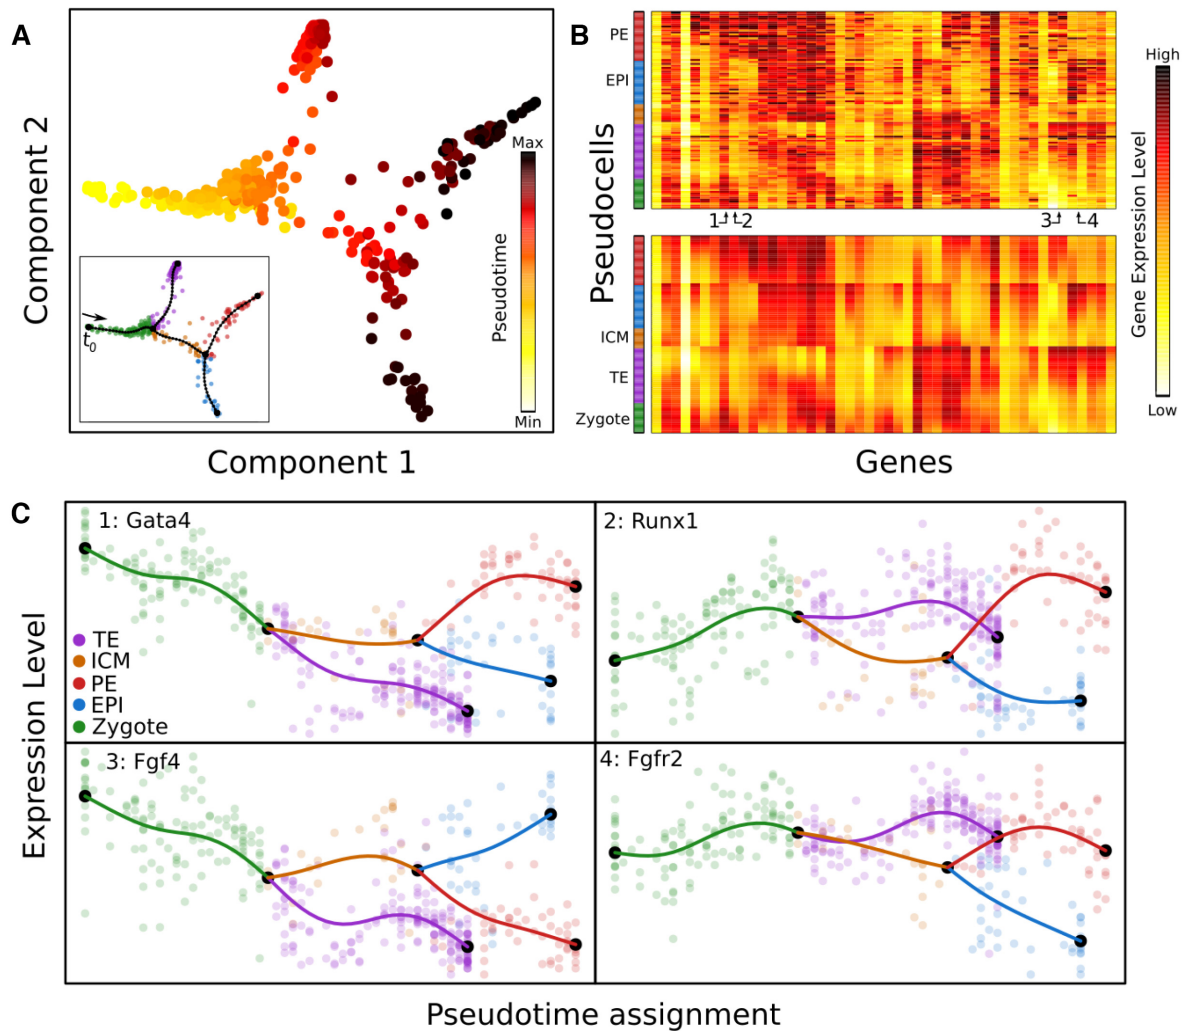 A
Component 2
Max
Pseudotime
Min
t0
Component 1
B
PE
EPI
Pseudocells
1 2
3 4
ICM
TE
Zygote
Genes
High
Gene Expression Level
Low
C
Expression Level
1: Gata4
TE
ICM
PE
EPI
Zygote
2: Runx1
3: Fgf4
4: Fgfr2
Pseudotime assignment